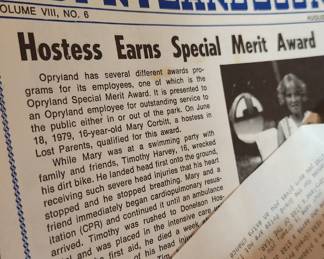 VOLUME VIII, NO. 6
Hostess Earns Special Merit Award
Opryland has several different awards pro-
grams for its employees, one of which is the
Opryland Special Merit Award. It is presented to
an Opryland employee for outstanding service to
the public either in or out of the park. On June
18, 1979, 16-year-old Mary Corbitt, a hostess in
Lost Parents, qualified for this award.
While Mary was at a swimming party with
family and friends, Timothy Harvey, 16, wrecked
his dirt bike. He landed head first onto the ground,
receiving such severe head injuries that his heart
stopped and he stopped breathing. Mary and a
friend immediately began cardiopulmonary resus-
itation (CPR) and continued it until an ambulance
arrived. Timothy was rushed to Donelson Hos-
and was placed in the intensive care
he first aid, he died a week
of his head